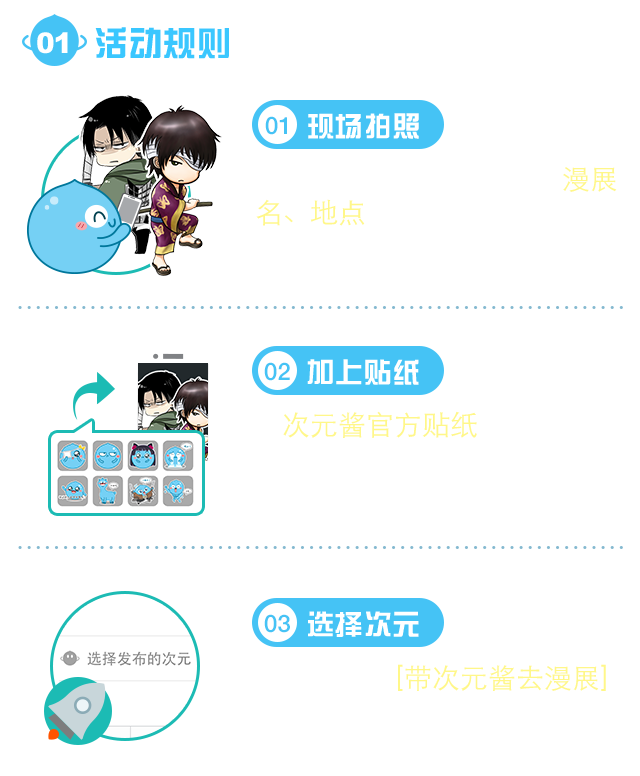 01 活动规则
01 现场拍照
漫展
名、地点
02 加上贴纸
次元酱官方贴纸
03 选择次元
选择发布的次元
[带次元酱去漫展]